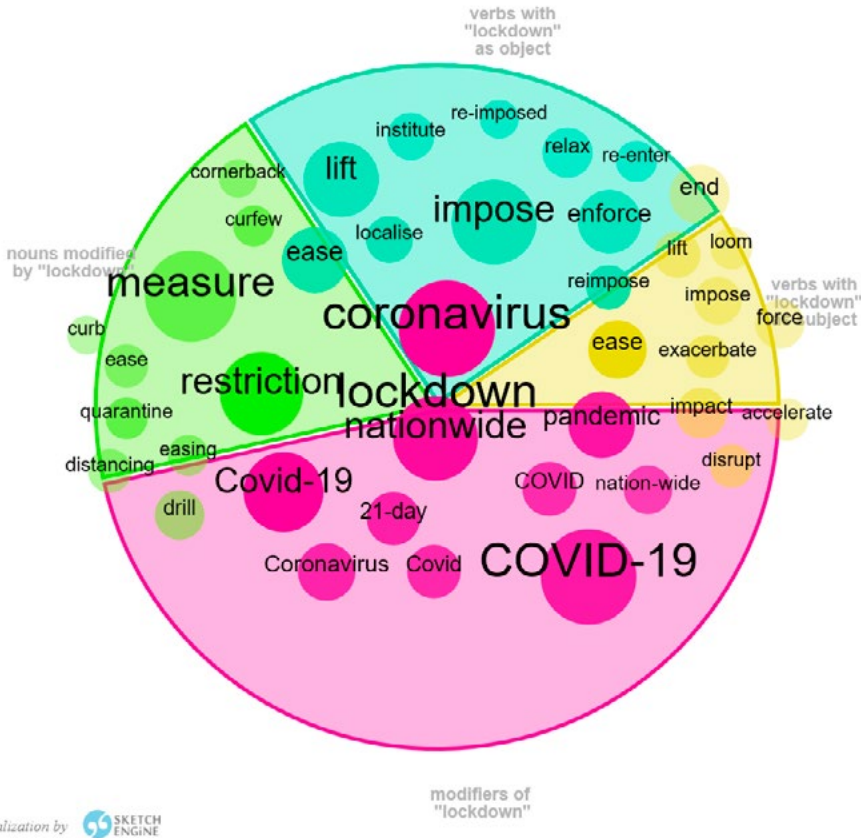 verbs with
"lockdown"
as object
re-imposed
institute
relax
re-enter
cornerback
lift
end
curfew
impose
enforce
localise
loom
lift
ease
nouns modified
by "lockdown"
measure
reimpose
impose
verbs with
"lockdown"
subject
force
coronavirus
curb
ease
exacerbate
ease
restriction
lockdown
quarantine
nationwide
pandemic
impact
accelerate
easing
distancing
disrupt
Covid-19
COVID
nation-wide
drill
21-day
Coronavirus
Covid
COVID-19
modifiers of
"lockdown"
by
SKETCH
ENGINE